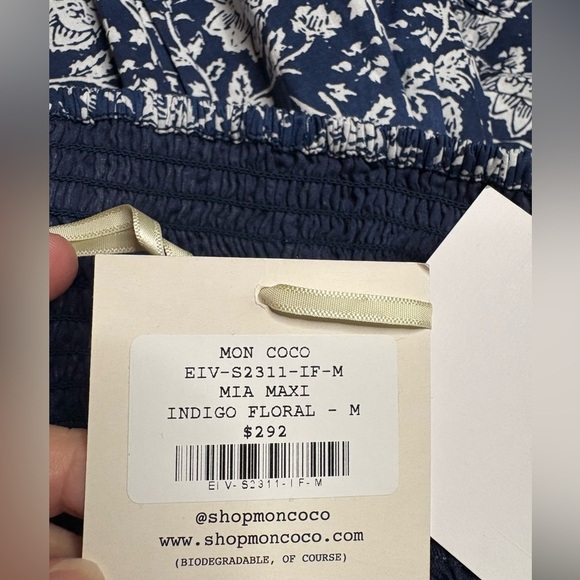 MON COCO
EIV-S2311-IF-M
MIA MAXI
INDIGO FLORAL - M
$292
EIV-S2311-IF-M
@shopmoncoco
www.shopmoncoco.com
(BIODEGRADABLE, OF COURSE)